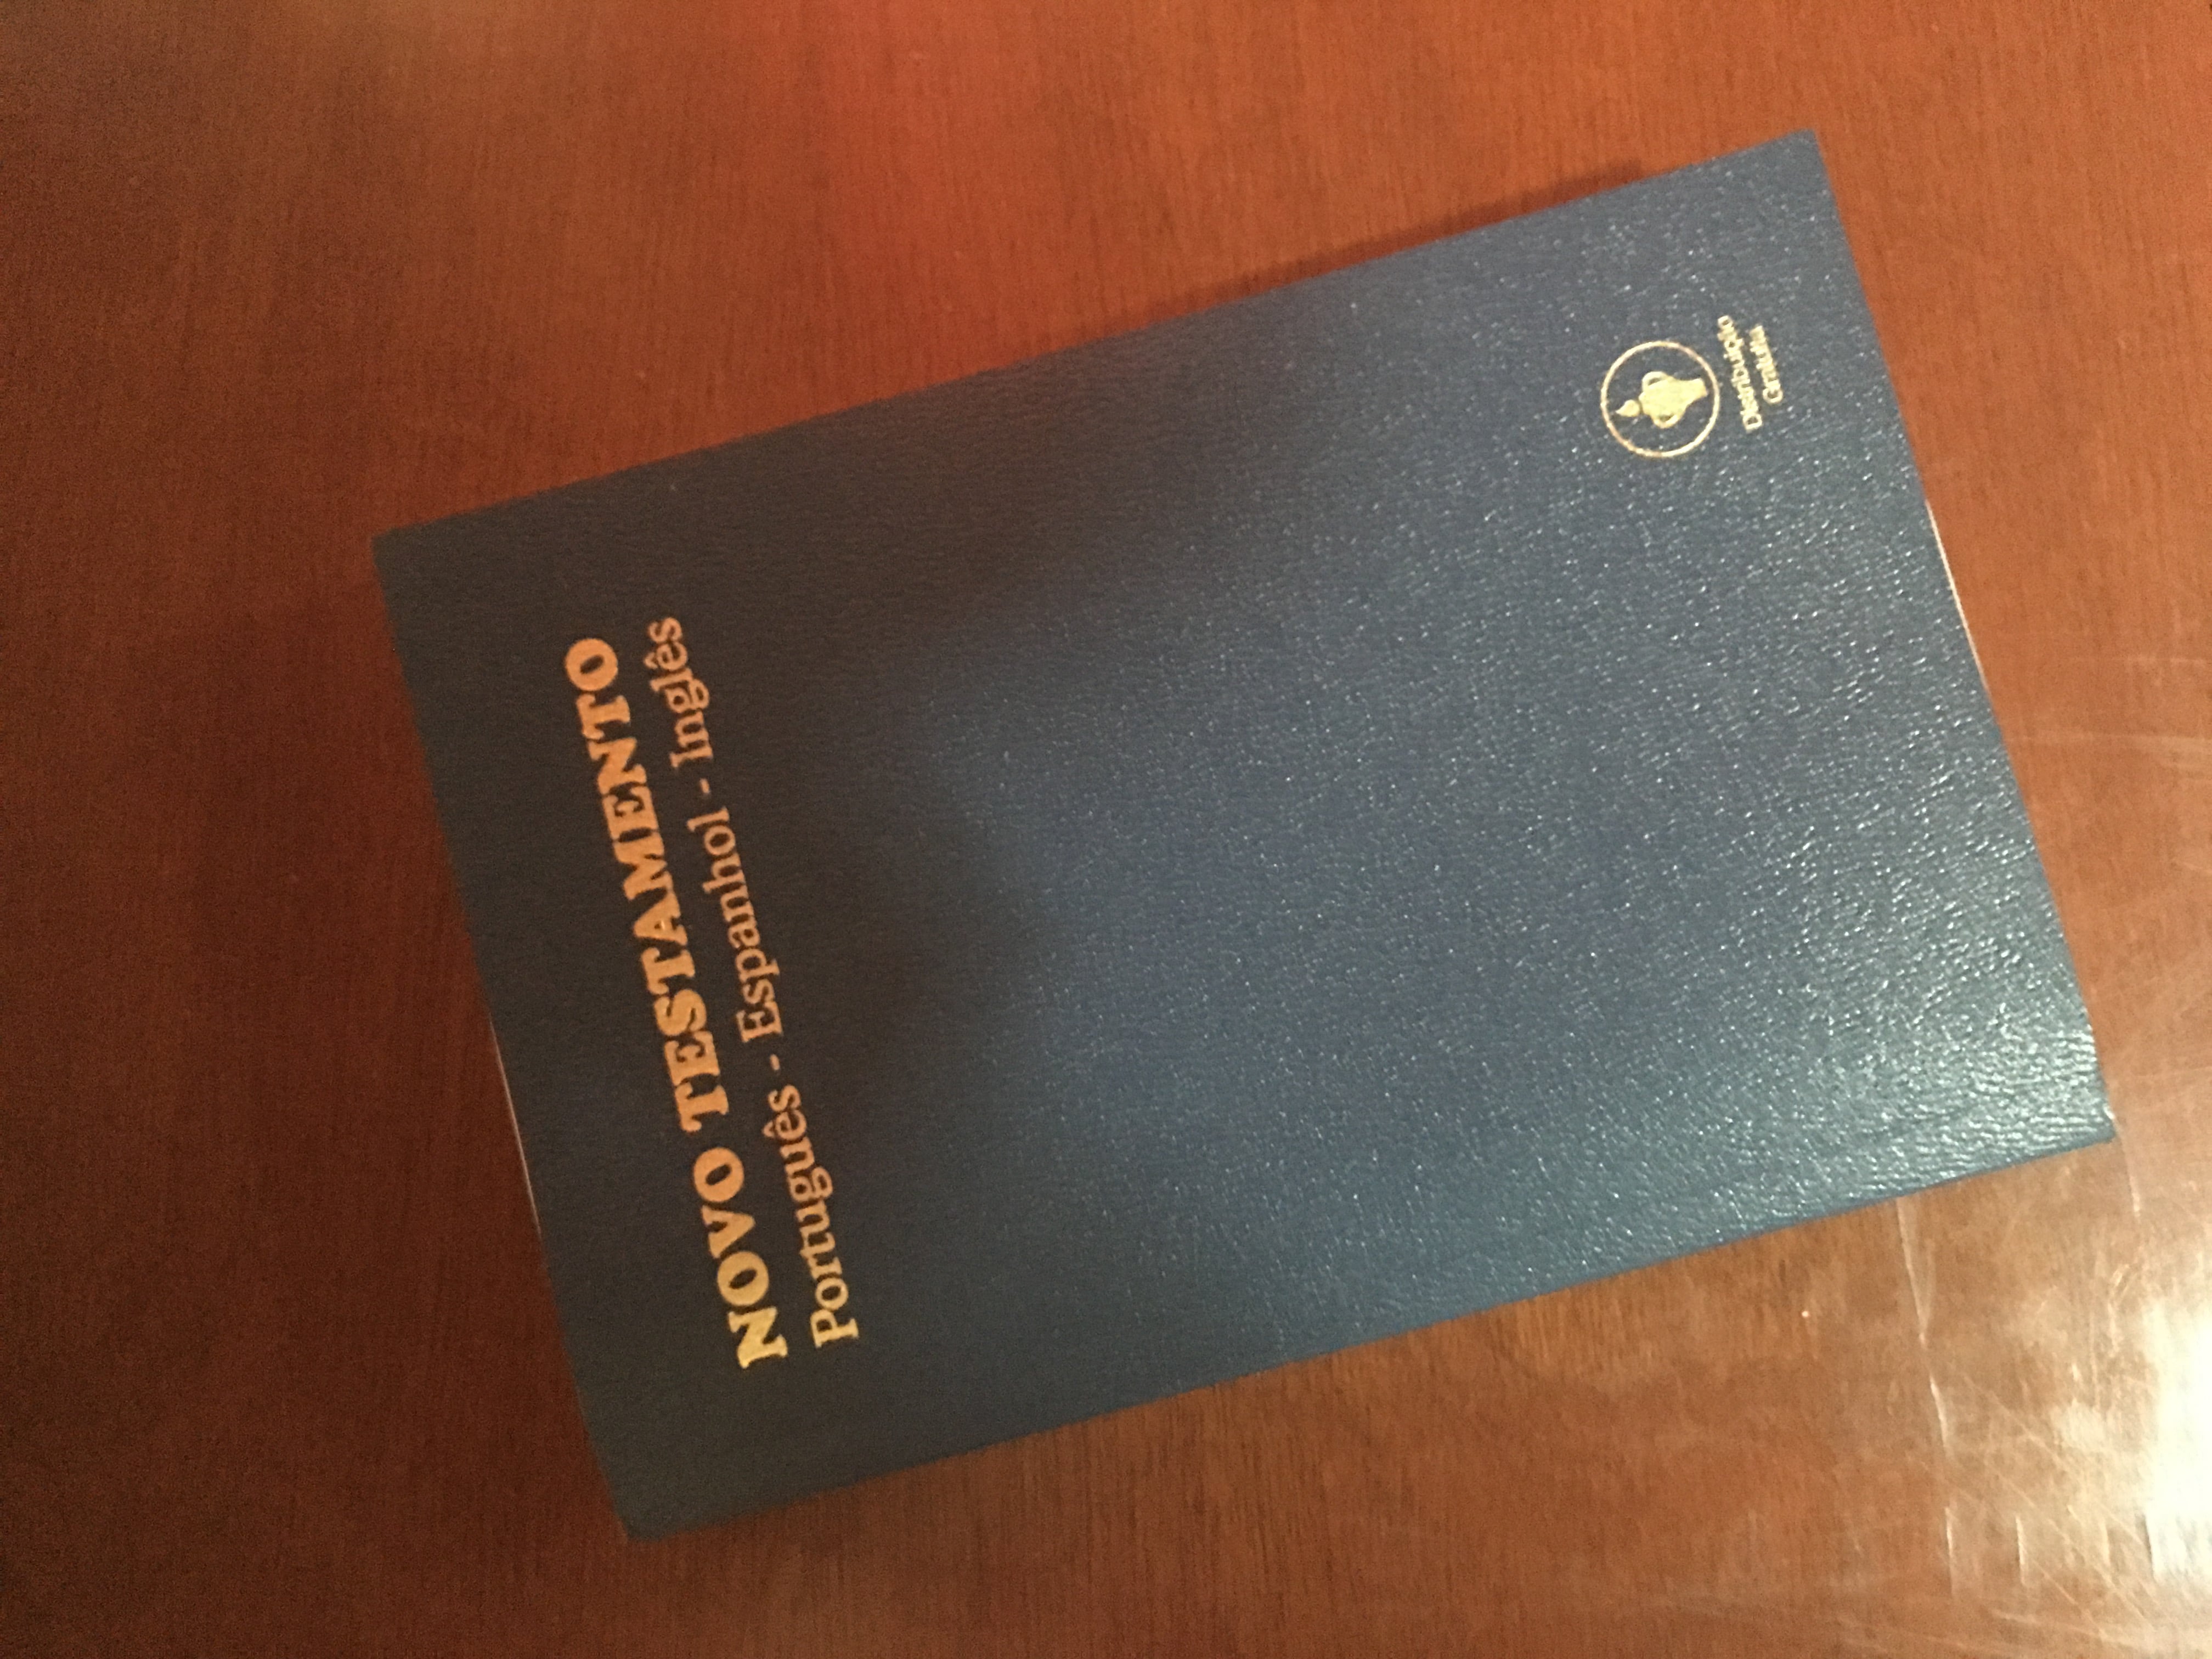 NOVO TESTAMENTO
Português - Espanhol - Inglês
Distribuição
Gratuita